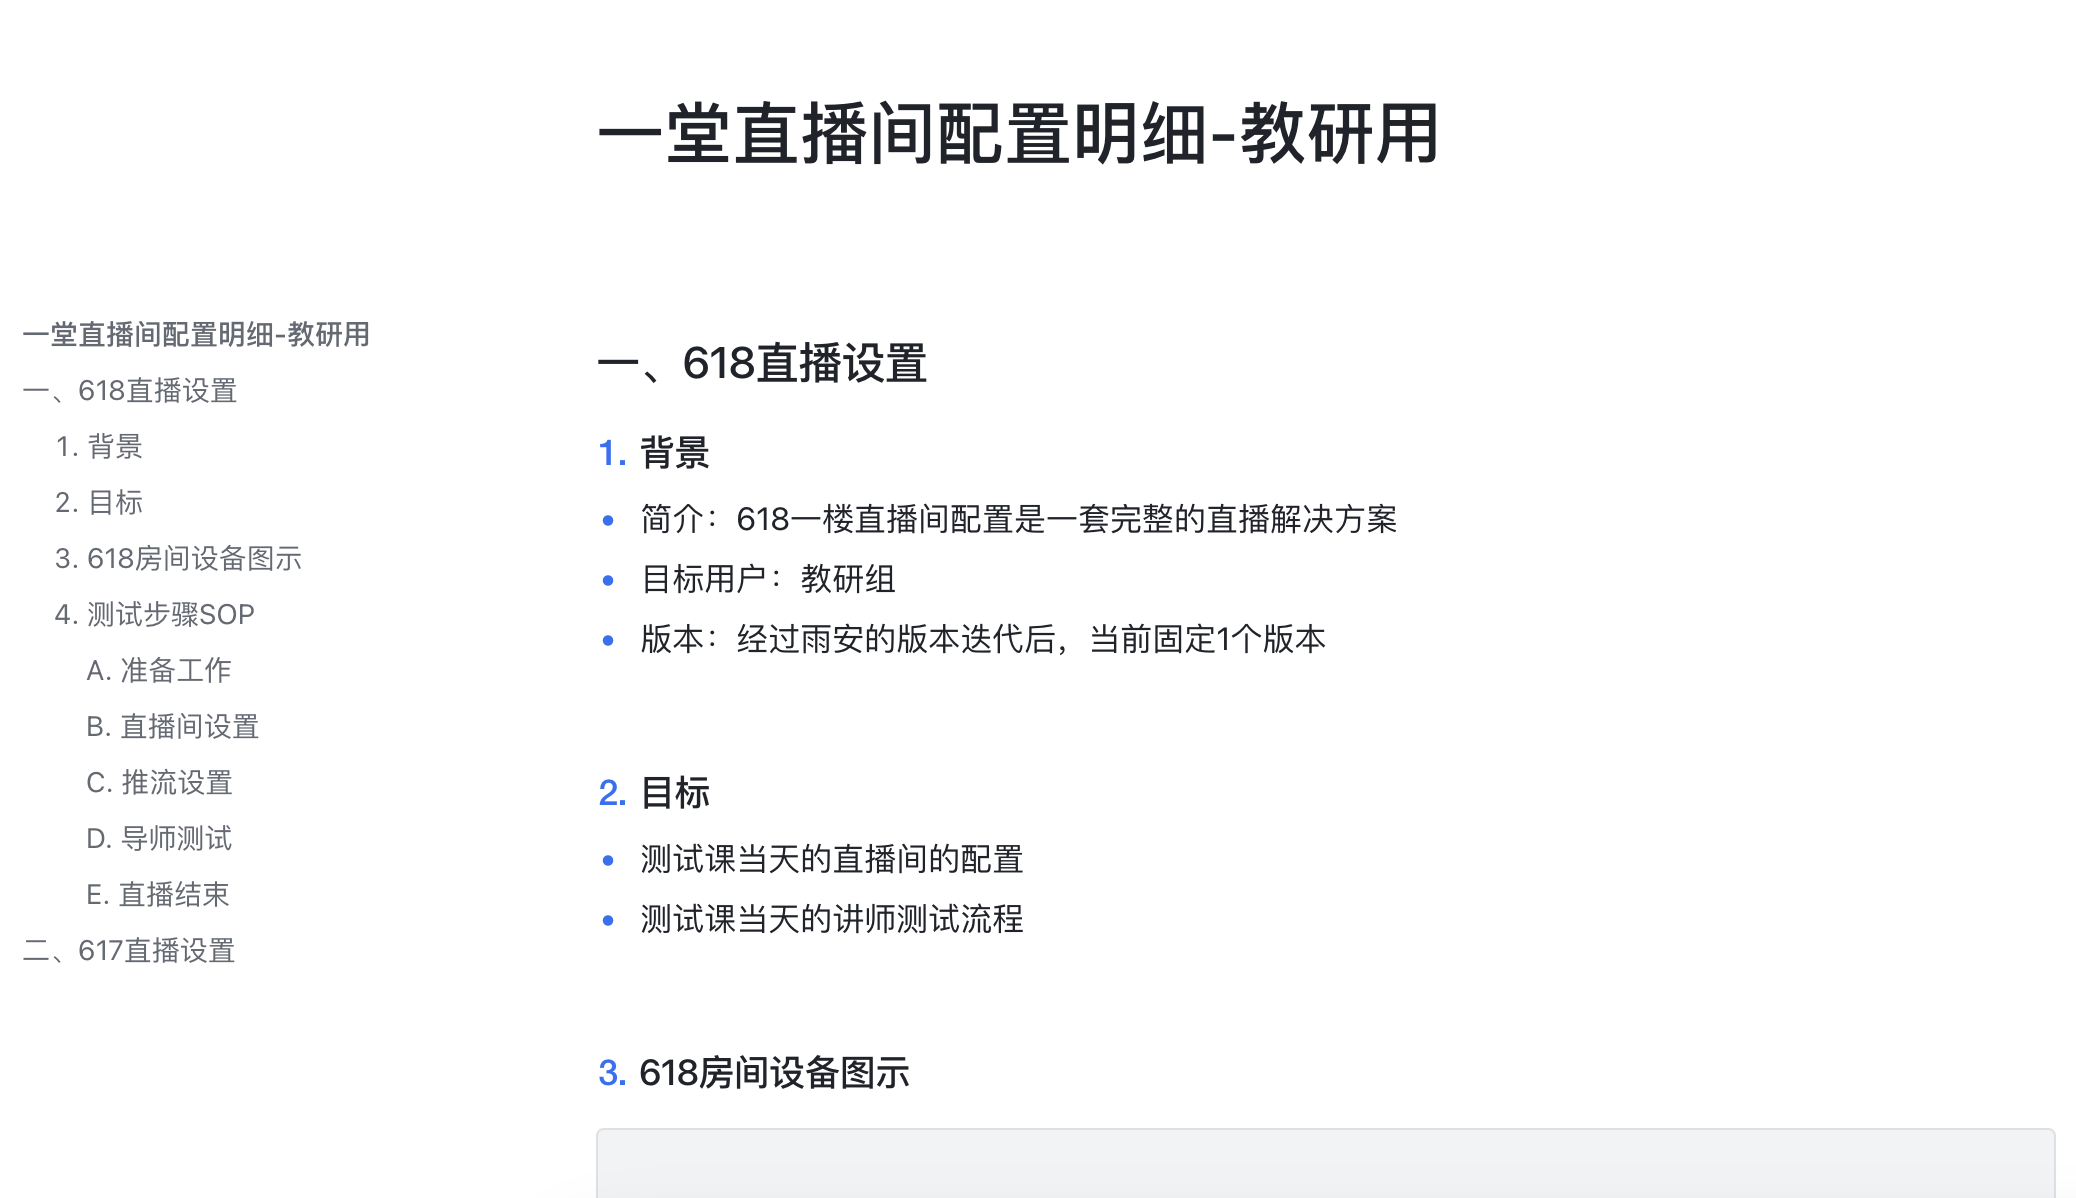 一堂直播间配置明细-教研用
一堂直播间配置明细-教研用
一、618直播设置
1. 背景
2. 目标
3. 618房间设备图示
4. 测试步骤SOP
A. 准备工作
B. 直播间设置
C. 推流设置
D. 导师测试
E. 直播结束
二、617直播设置
一、618直播设置
1. 背景
• 简介：618一楼直播间配置是一套完整的直播解决方案
• 目标用户：教研组
• 版本：经过雨安的版本迭代后，当前固定1个版本
2. 目标
• 测试课当天的直播间的配置
• 测试课当天的讲师测试流程
3. 618房间设备图示